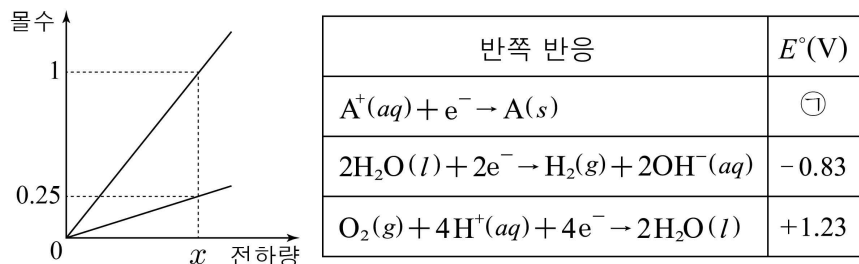 몰수
1
0.25
0
x 전하량
반쪽 반응 E°(V)
A⁺(aq)+e⁻→A(s) ㉠
2H₂O(l)+2e⁻→H₂(g)+2OH⁻(aq) -0.83
O₂(g)+4H⁺(aq)+4e⁻→2H₂O(l) +1.23